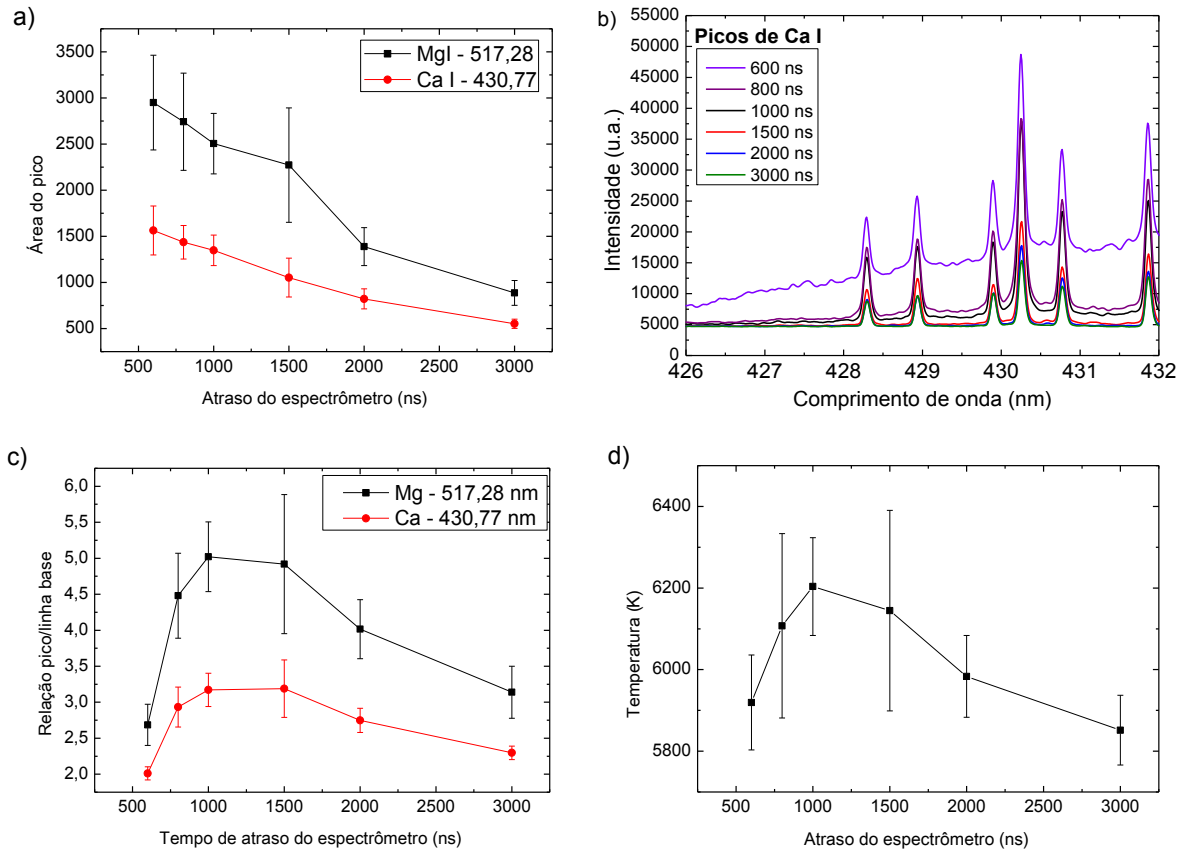 a)
3500
3000
2500
2000
1500
1000
500
Área do pico
MgI - 517,28
Ca I - 430,77
500 1000 1500 2000 2500 3000
Atraso do espectrômetro (ns)
b)
55000
50000
45000
40000
35000
30000
25000
20000
15000
10000
5000
0
Intensidade (u.a.)
Picos de Ca I
600 ns
800 ns
1000 ns
1500 ns
2000 ns
3000 ns
426 427 428 429 430 431 432
Comprimento de onda (nm)
c)
6,0
5,5
5,0
4,5
4,0
3,5
3,0
2,5
2,0
Relação pico/linha base
Mg - 517,28 nm
Ca - 430,77 nm
500 1000 1500 2000 2500 3000
Tempo de atraso do espectrômetro (ns)
d)
6400
6200
6000
5800
Temperatura (K)
500 1000 1500 2000 2500 3000
Atraso do espectrômetro (ns)